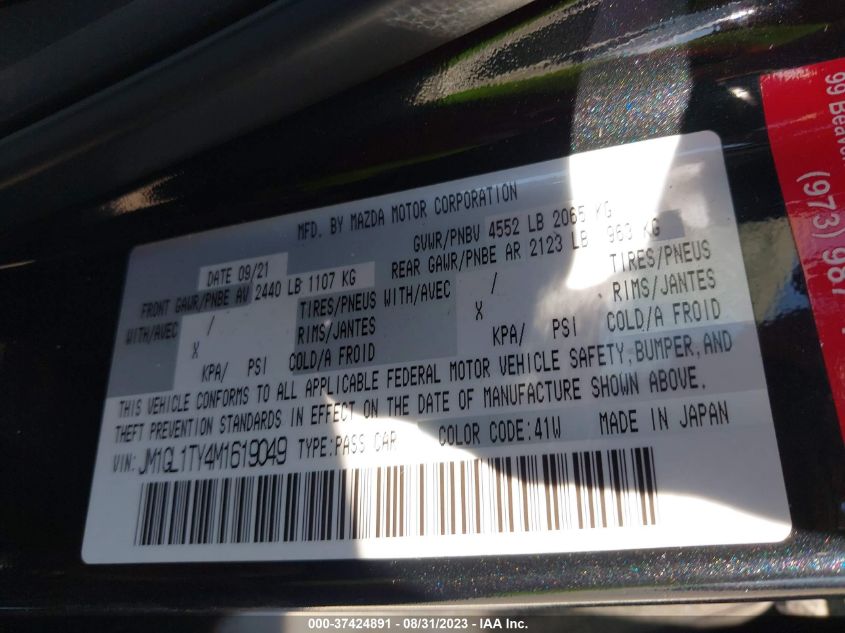 MFD. BY MAZDA MOTOR CORPORATION
DATE 09/21 GVWR/PNBV 4552 LB 2065 KG
FRONT GAWR/PNBE AV 2440 LB 1107 KG REAR GAWR/PNBE AR 2123 LB 963 KG
WITH/AVEC / TIRES/PNEUS WITH/AVEC / TIRES/PNEUS
X RIMS/JANTES X RIMS/JANTES
KPA/ PSI COLD/A FROID KPA/ PSI COLD/A FROID
THIS VEHICLE CONFORMS TO ALL APPLICABLE FEDERAL MOTOR VEHICLE SAFETY, BUMPER, AND
THEFT PREVENTION STANDARDS IN EFFECT ON THE DATE OF MANUFACTURE SHOWN ABOVE.
VIN: JM1GL1TY4M1619049 TYPE:PASS CAR COLOR CODE:41W MADE IN JAPAN
99 Beaver
(973) 987
000-37424891 - 08/31/2023 - IAA Inc.